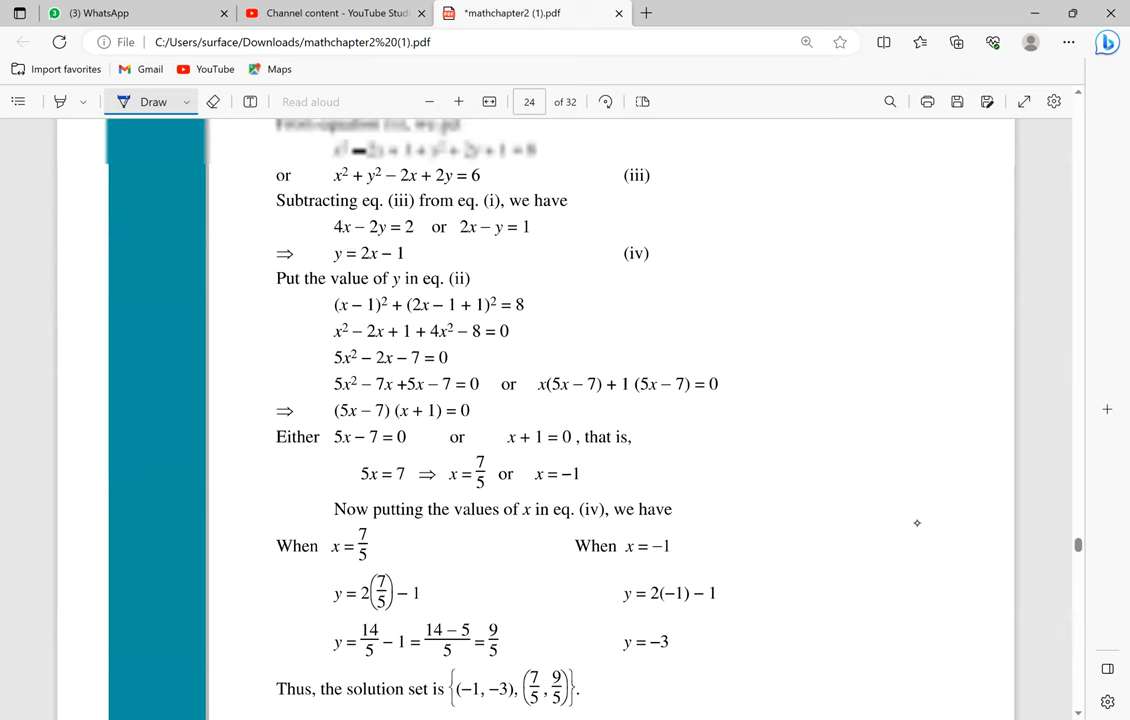 (3) WhatsApp
Channel content - YouTube Stud
*mathchapter2 (1).pdf
File C:/Users/surface/Downloads/mathchapter2%20(1).pdf
Import favorites Gmail YouTube Maps
Draw Read aloud 24 of 32
x² − 2x + 1 + y² + 2y + 1 = 8
or x² + y² − 2x + 2y = 6 (iii)
Subtracting eq. (iii) from eq. (i), we have
4x − 2y = 2 or 2x − y = 1
⇒ y = 2x − 1 (iv)
Put the value of y in eq. (ii)
(x − 1)² + (2x − 1 + 1)² = 8
x² − 2x + 1 + 4x² − 8 = 0
5x² − 2x − 7 = 0
5x² − 7x +5x − 7 = 0 or x(5x − 7) + 1 (5x − 7) = 0
⇒ (5x − 7) (x + 1) = 0
Either 5x − 7 = 0 or x + 1 = 0 , that is,
5x = 7 ⇒ x = 7/5 or x = −1
Now putting the values of x in eq. (iv), we have
When x = 7/5 When x = −1
y = 2(7/5) − 1 y = 2(−1) − 1
y = 14/5 − 1 = (14 − 5)/5 = 9/5 y = −3
Thus, the solution set is {(−1, −3), (7/5, 9/5)}.